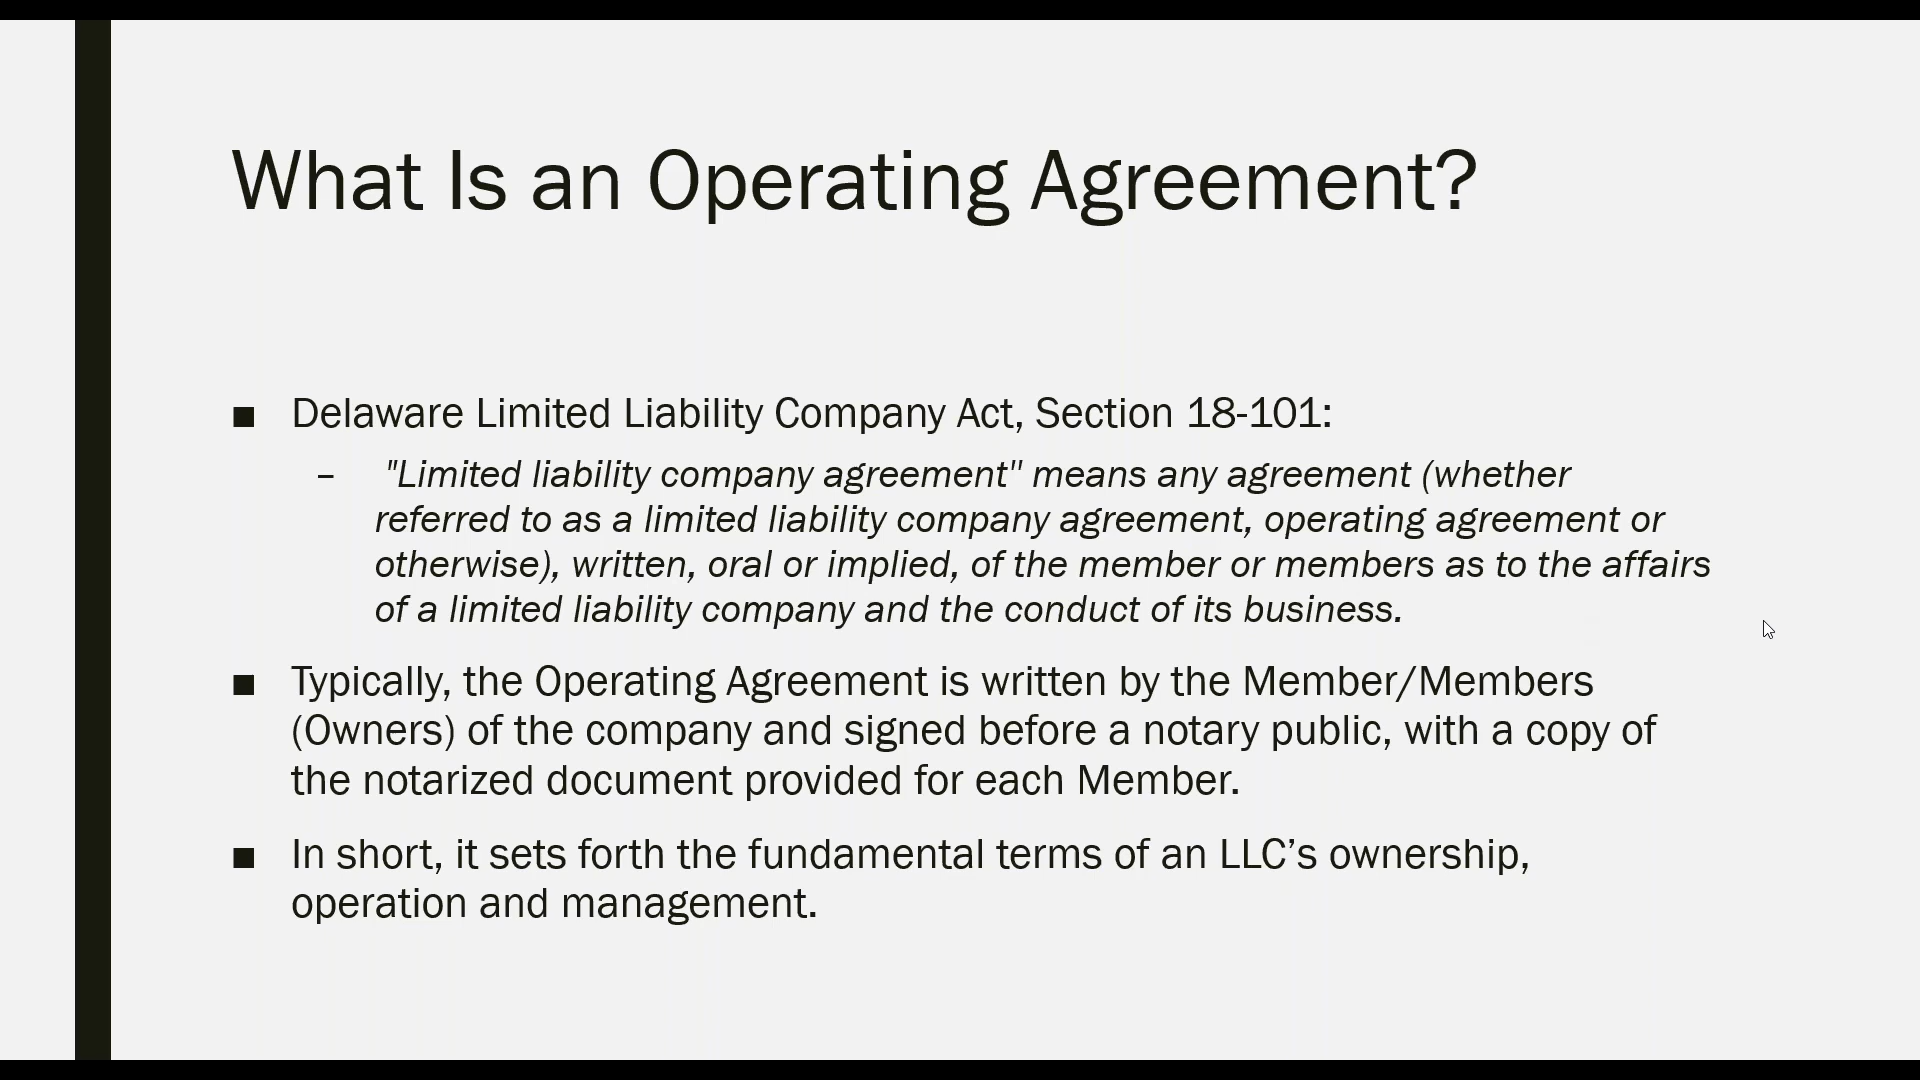 What Is an Operating Agreement?
■ Delaware Limited Liability Company Act, Section 18-101:
– "Limited liability company agreement" means any agreement (whether
referred to as a limited liability company agreement, operating agreement or
otherwise), written, oral or implied, of the member or members as to the affairs
of a limited liability company and the conduct of its business.
■ Typically, the Operating Agreement is written by the Member/Members
(Owners) of the company and signed before a notary public, with a copy of
the notarized document provided for each Member.
■ In short, it sets forth the fundamental terms of an LLC’s ownership,
operation and management.